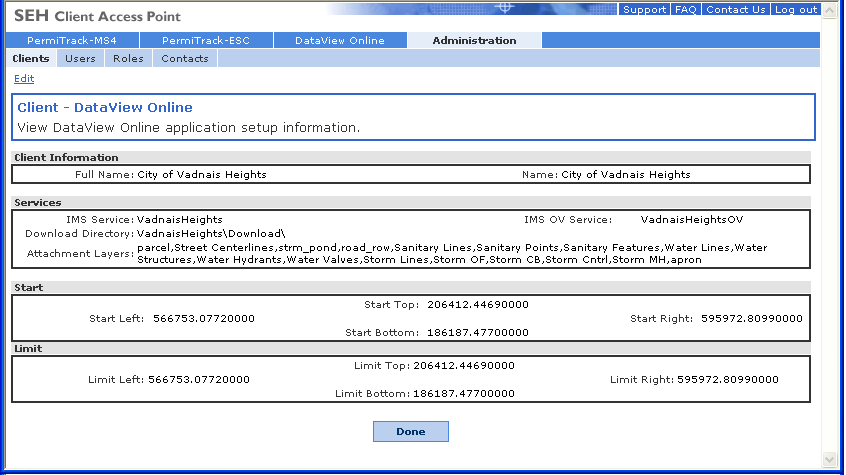 SEH Client Access Point
Support FAQ Contact Us Log out
PermiTrack-MS4 PermiTrack-ESC DataView Online Administration
Clients Users Roles Contacts
Edit
Client - DataView Online
View DataView Online application setup information.
Client Information
Full Name: City of Vadnais Heights Name: City of Vadnais Heights
Services
IMS Service: VadnaisHeights IMS OV Service: VadnaisHeightsOV
Download Directory: VadnaisHeights\Download\
Attachment Layers: parcel,Street Centerlines,strm_pond,road_row,Sanitary Lines,Sanitary Points,Sanitary Features,Water Lines,Water
Structures,Water Hydrants,Water Valves,Storm Lines,Storm OF,Storm CB,Storm Cntrl,Storm MH,apron
Start
Start Top: 206412.44690000
Start Left: 566753.07720000 Start Right: 595972.80990000
Start Bottom: 186187.47700000
Limit
Limit Top: 206412.44690000
Limit Left: 566753.07720000 Limit Right: 595972.80990000
Limit Bottom: 186187.47700000
Done